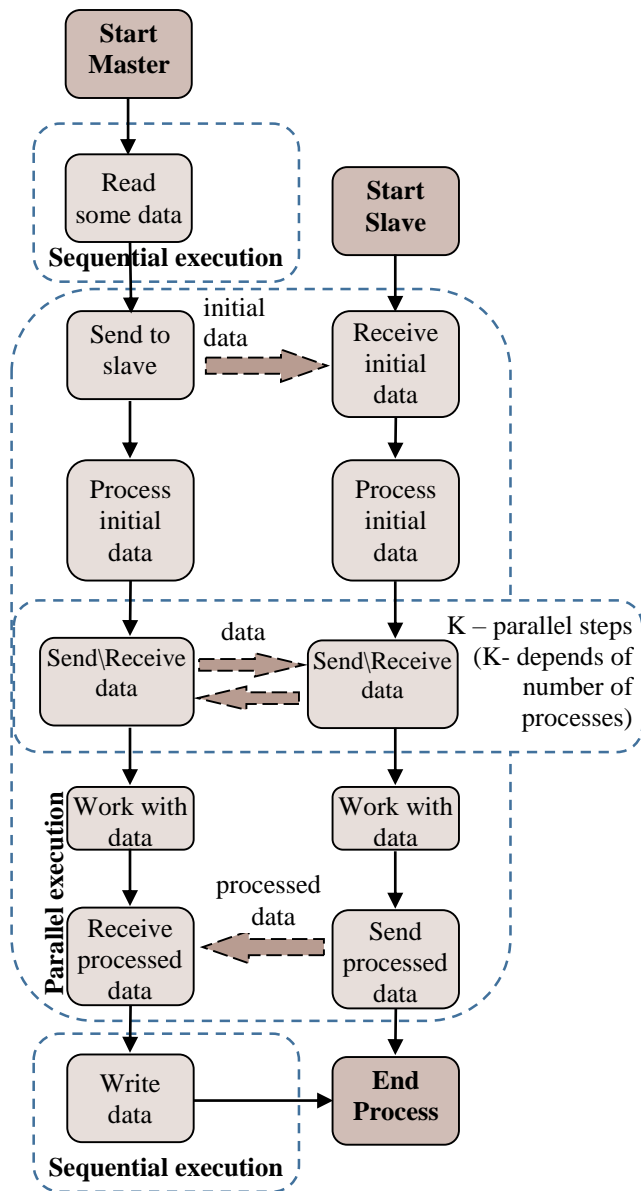 Start
Master
Read
some data
Sequential execution
Start
Slave
Send to
slave
initial
data
Receive
initial
data
Process
initial
data
Process
initial
data
Send\Receive
data
data
Send\Receive
data
K – parallel steps
(K- depends of
number of
processes)
Work with
data
Work with
data
Parallel execution
Receive
processed
data
processed
data
Send
processed
data
Write
data
End
Process
Sequential execution